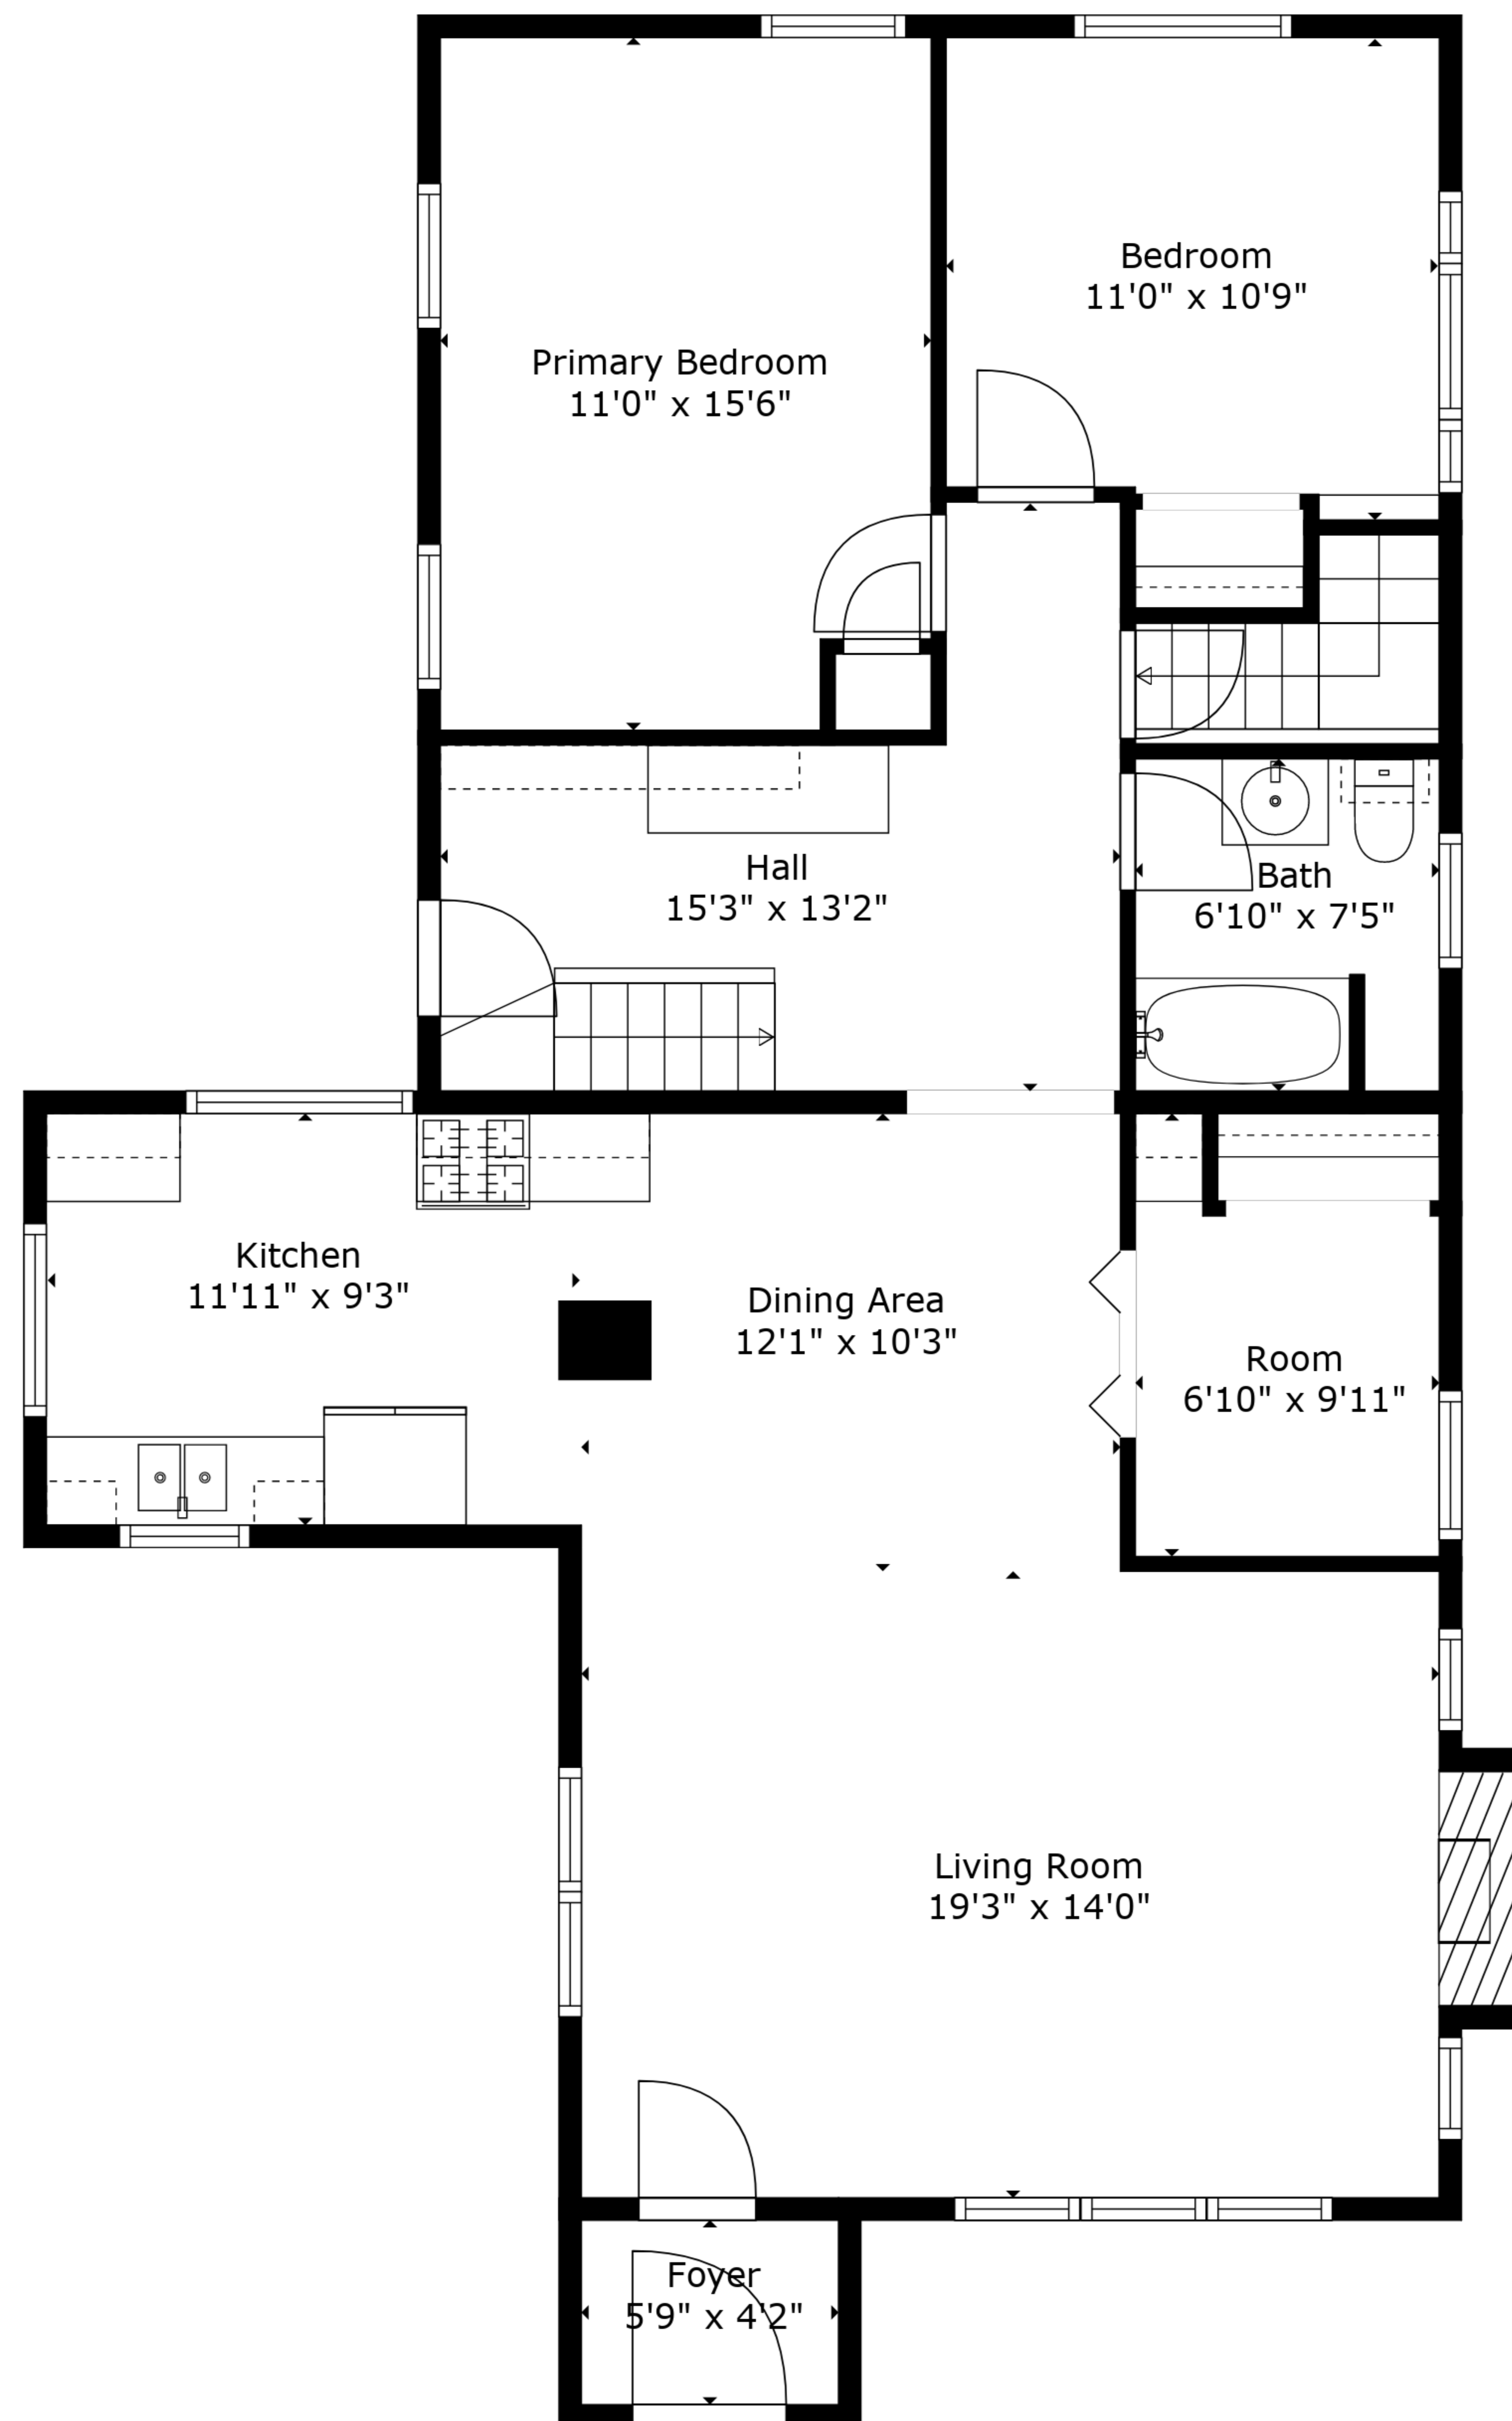 Bedroom
11'0" x 10'9"
Primary Bedroom
11'0" x 15'6"
Hall
15'3" x 13'2"
Bath
6'10" x 7'5"
Kitchen
11'11" x 9'3"
Dining Area
12'1" x 10'3"
Room
6'10" x 9'11"
Living Room
19'3" x 14'0"
Foyer
5'9" x 4'2"